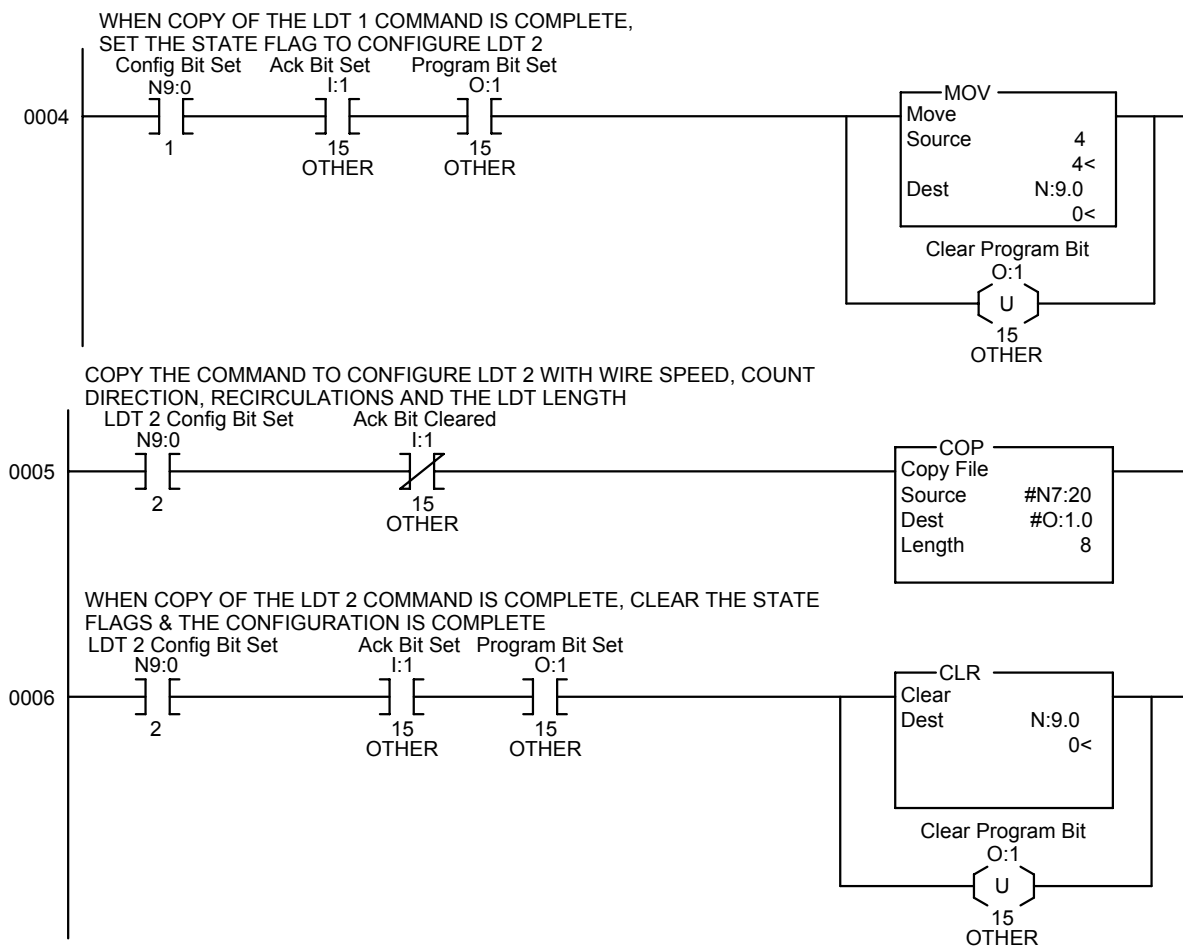 WHEN COPY OF THE LDT 1 COMMAND IS COMPLETE,
SET THE STATE FLAG TO CONFIGURE LDT 2
Config Bit Set Ack Bit Set Program Bit Set
N9:0 I:1 O:1
0004
1 15 15
OTHER OTHER
MOV
Move
Source 4
4<
Dest N:9.0
0<
Clear Program Bit
O:1
U
15
OTHER
COPY THE COMMAND TO CONFIGURE LDT 2 WITH WIRE SPEED, COUNT
DIRECTION, RECIRCULATIONS AND THE LDT LENGTH
LDT 2 Config Bit Set Ack Bit Cleared
N9:0 I:1
0005
2 15
OTHER
COP
Copy File
Source #N7:20
Dest #O:1.0
Length 8
WHEN COPY OF THE LDT 2 COMMAND IS COMPLETE, CLEAR THE STATE
FLAGS & THE CONFIGURATION IS COMPLETE
LDT 2 Config Bit Set Ack Bit Set Program Bit Set
N9:0 I:1 O:1
0006
2 15 15
OTHER OTHER
CLR
Clear
Dest N:9.0
0<
Clear Program Bit
O:1
U
15
OTHER